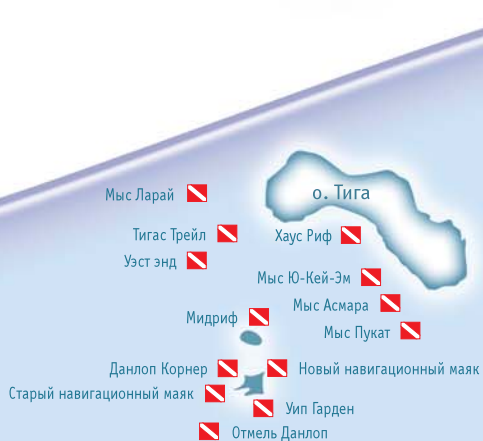 о. Тига
Мыс Ларай
Тигас Трейл
Хаус Риф
Уэст энд
Мыс Ю-Кей-Эм
Мыс Асмара
Мидриф
Мыс Пукат
Данлоп Корнер
Новый навигационный маяк
Старый навигационный маяк
Уип Гарден
Отмель Данлоп